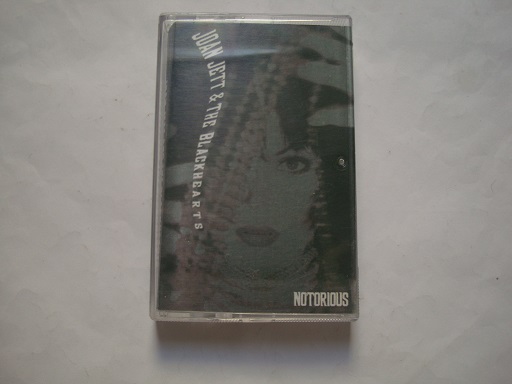 JOAN JETT & THE BLACKHEARTS
NOTORIOUS